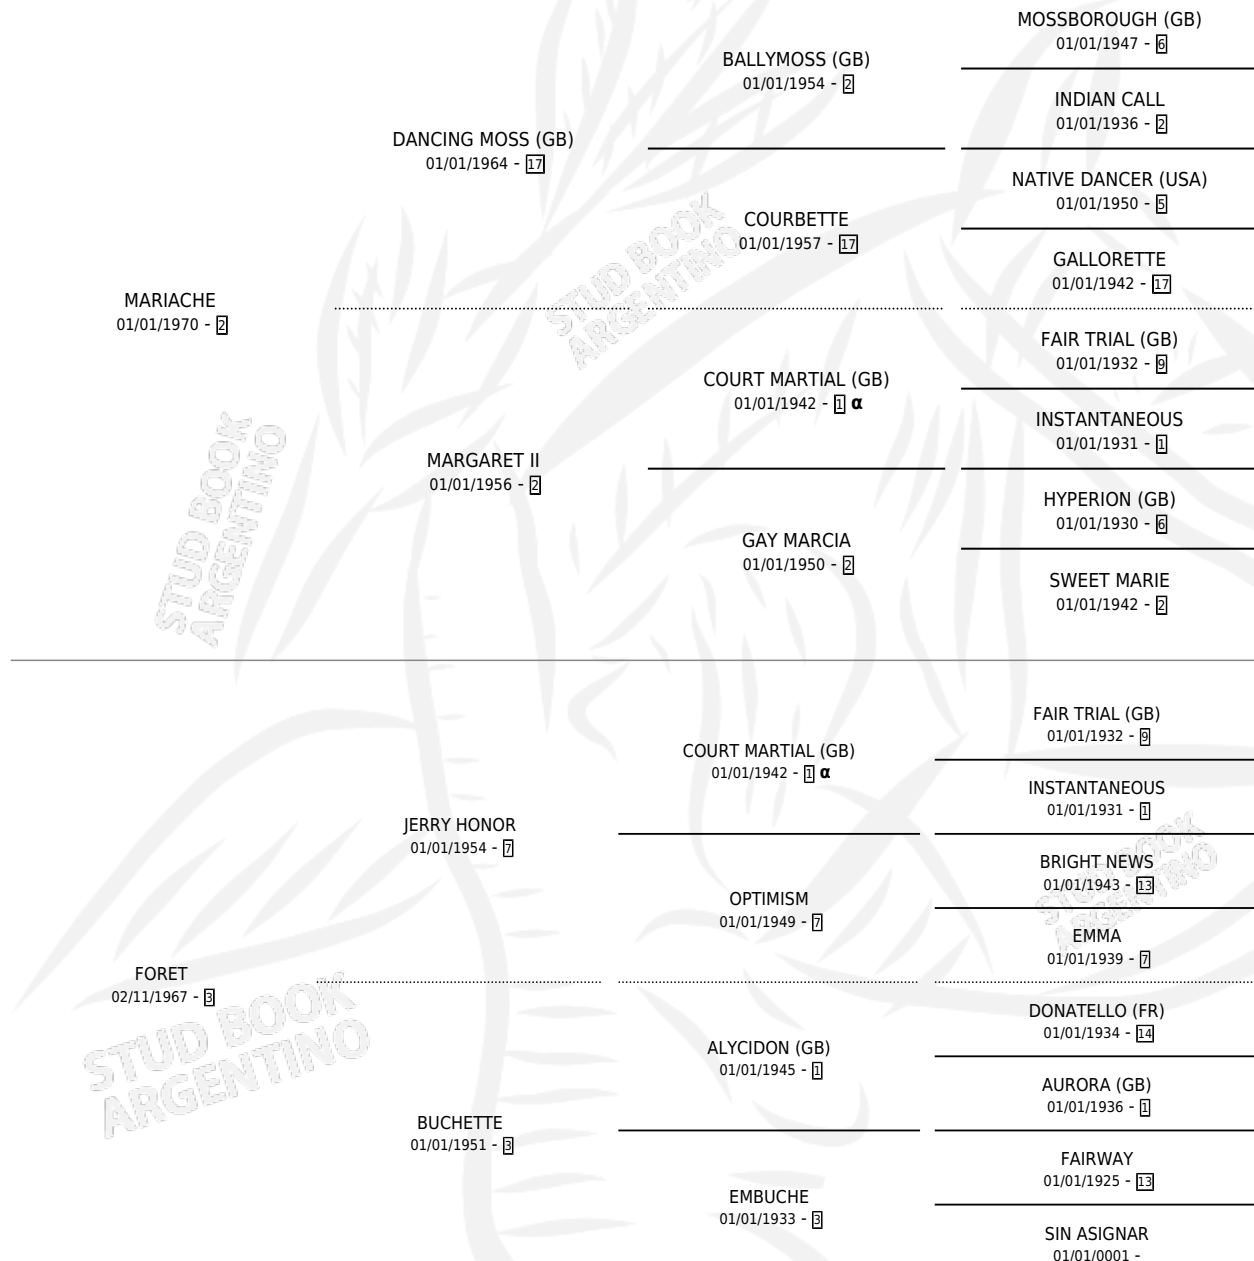 MOSSBOROUGH (GB)
01/01/1947 - 6
BALLYMOSS (GB)
01/01/1954 - 2
INDIAN CALL
01/01/1936 - 2
DANCING MOSS (GB)
01/01/1964 - 17
NATIVE DANCER (USA)
01/01/1950 - 5
COURBETTE
01/01/1957 - 17
GALLORETTE
01/01/1942 - 17
MARIACHE
01/01/1970 - 2
STUD BOOK
ARGENTINO
FAIR TRIAL (GB)
01/01/1932 - 9
COURT MARTIAL (GB)
01/01/1942 - 1 α
INSTANTANEOUS
01/01/1931 - 1
MARGARET II
01/01/1956 - 2
HYPERION (GB)
01/01/1930 - 6
GAY MARCIA
01/01/1950 - 2
SWEET MARIE
01/01/1942 - 2
STUD BOOK
ARGENTINO
FAIR TRIAL (GB)
01/01/1932 - 9
COURT MARTIAL (GB)
01/01/1942 - 1 α
INSTANTANEOUS
01/01/1931 - 1
JERRY HONOR
01/01/1954 - 7
BRIGHT NEWS
01/01/1943 - 13
OPTIMISM
01/01/1949 - 7
EMMA
01/01/1939 - 7
STUD BOOK
ARGENTINO
FORET
02/11/1967 - 3
DONATELLO (FR)
01/01/1934 - 14
ALYCIDON (GB)
01/01/1945 - 1
AURORA (GB)
01/01/1936 - 1
STUD BOOK
ARGENTINO
BUCHETTE
01/01/1951 - 3
FAIRWAY
01/01/1925 - 13
EMBUCHE
01/01/1933 - 3
SIN ASIGNAR
01/01/0001 -